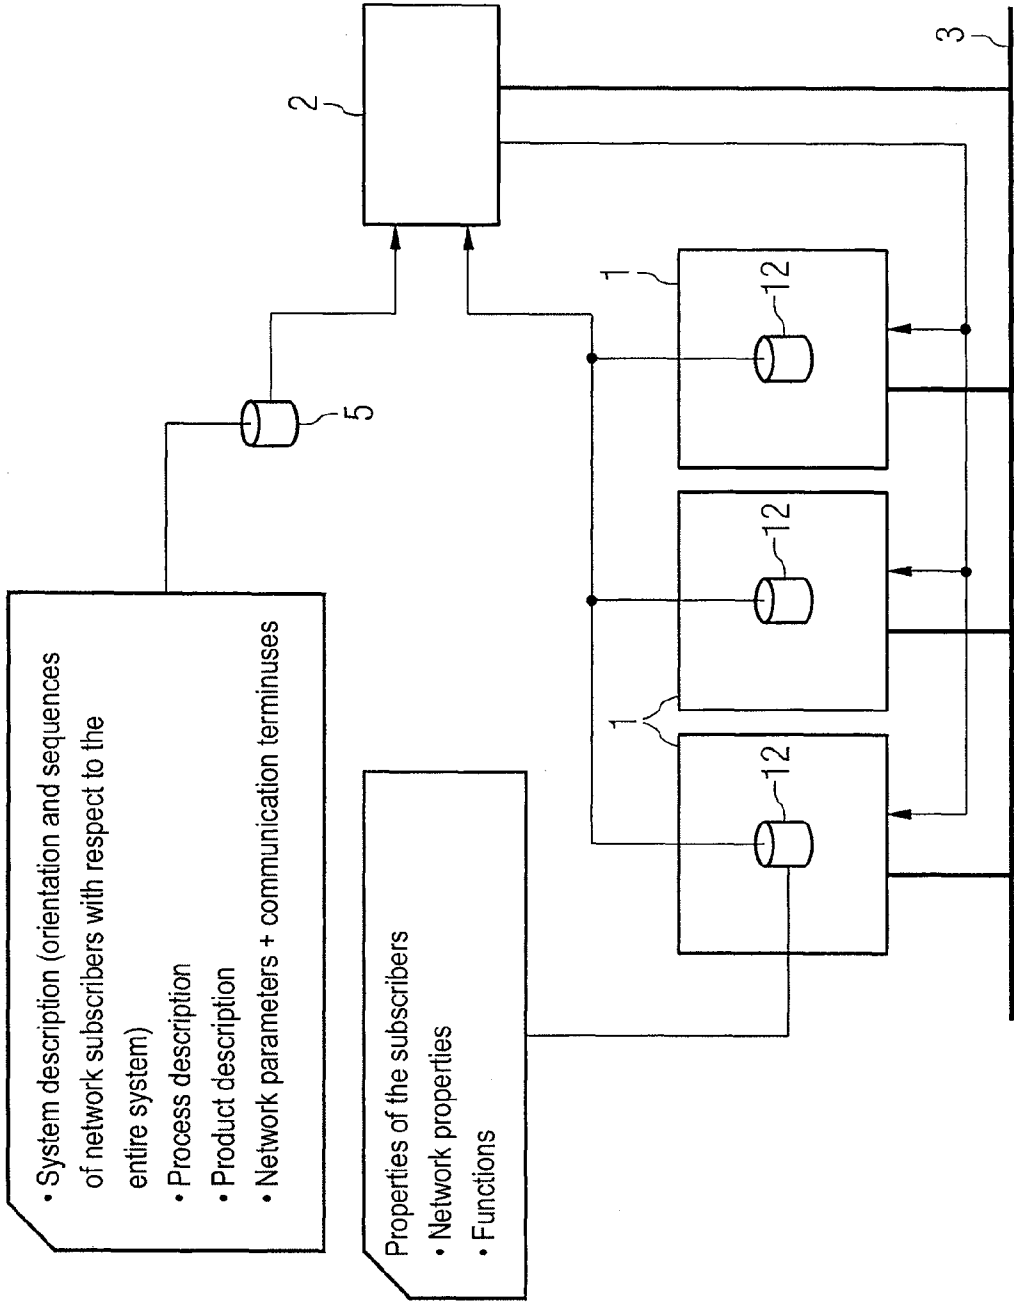 • System description (orientation and sequences
of network subscribers with respect to the
entire system)
• Process description
• Product description
• Network parameters + communication terminuses
Properties of the subscribers
• Network properties
• Functions
5
2
1
12
12
1
12
3